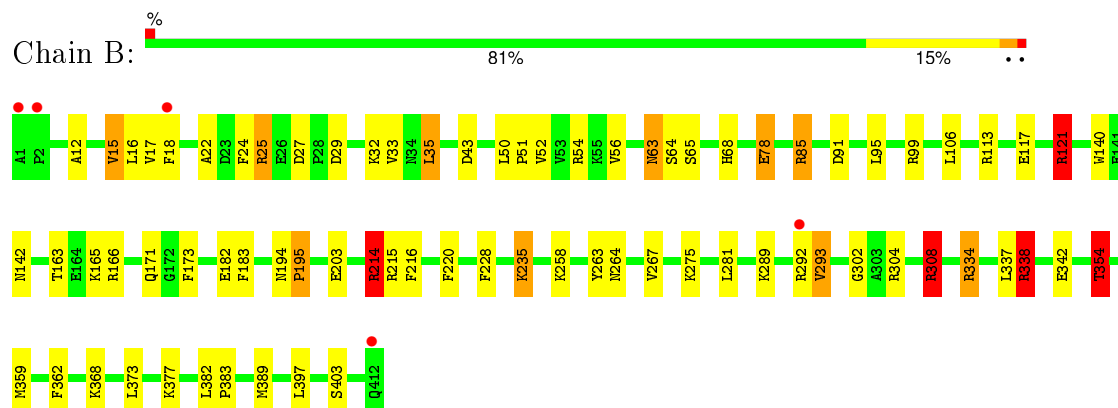 %
Chain B:
81% 15% ..
A1 P2 A12 V15 L16 V17 F18 A22 D23 F24 R25 E26 D27 P28 D29 K32 V33 N34 L35 D43 L50 P51 V52 V53 R54 K55 V56 N63 S64 S65 H68 E78 R85 D91 L95 R99 L106 R113 E117 R121 W140 E141
N142 T163 E164 K165 R166 Q171 G172 F173 E182 F183 N194 P195 E203 R214 R215 F216 F220 F228 K235 K258 Y263 N264 V267 K275 L281 K289 R292 V293 G302 A303 R304 R308 R334 L337 R338 E342 T354
M359 F362 K368 L373 K377 L382 P383 M389 L397 S403 Q412